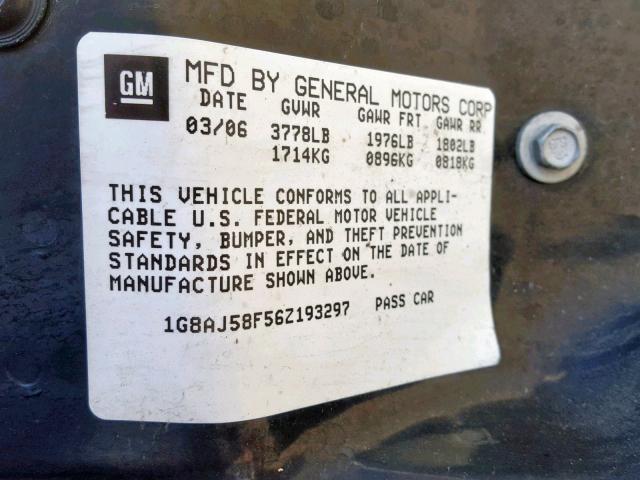 GM
MFD BY GENERAL MOTORS CORP
DATE GVWR GAWR FRT GAWR RR
03/06 3778LB 1976LB 1802LB
1714KG 0896KG 0818KG
THIS VEHICLE CONFORMS TO ALL APPLI-
CABLE U.S. FEDERAL MOTOR VEHICLE
SAFETY, BUMPER, AND THEFT PREVENTION
STANDARDS IN EFFECT ON THE DATE OF
MANUFACTURE SHOWN ABOVE.
1G8AJ58F56Z193297 PASS CAR